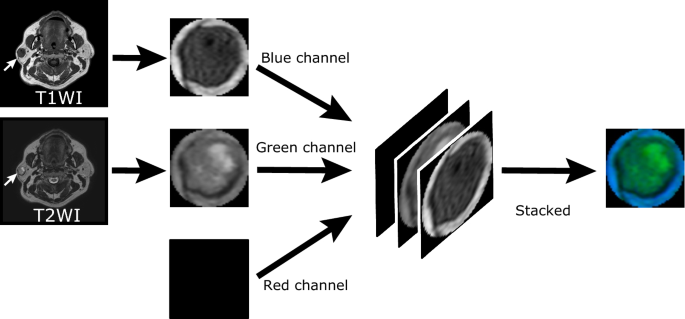 T1WI
Blue channel
Green channel
T2WI
Stacked
Red channel